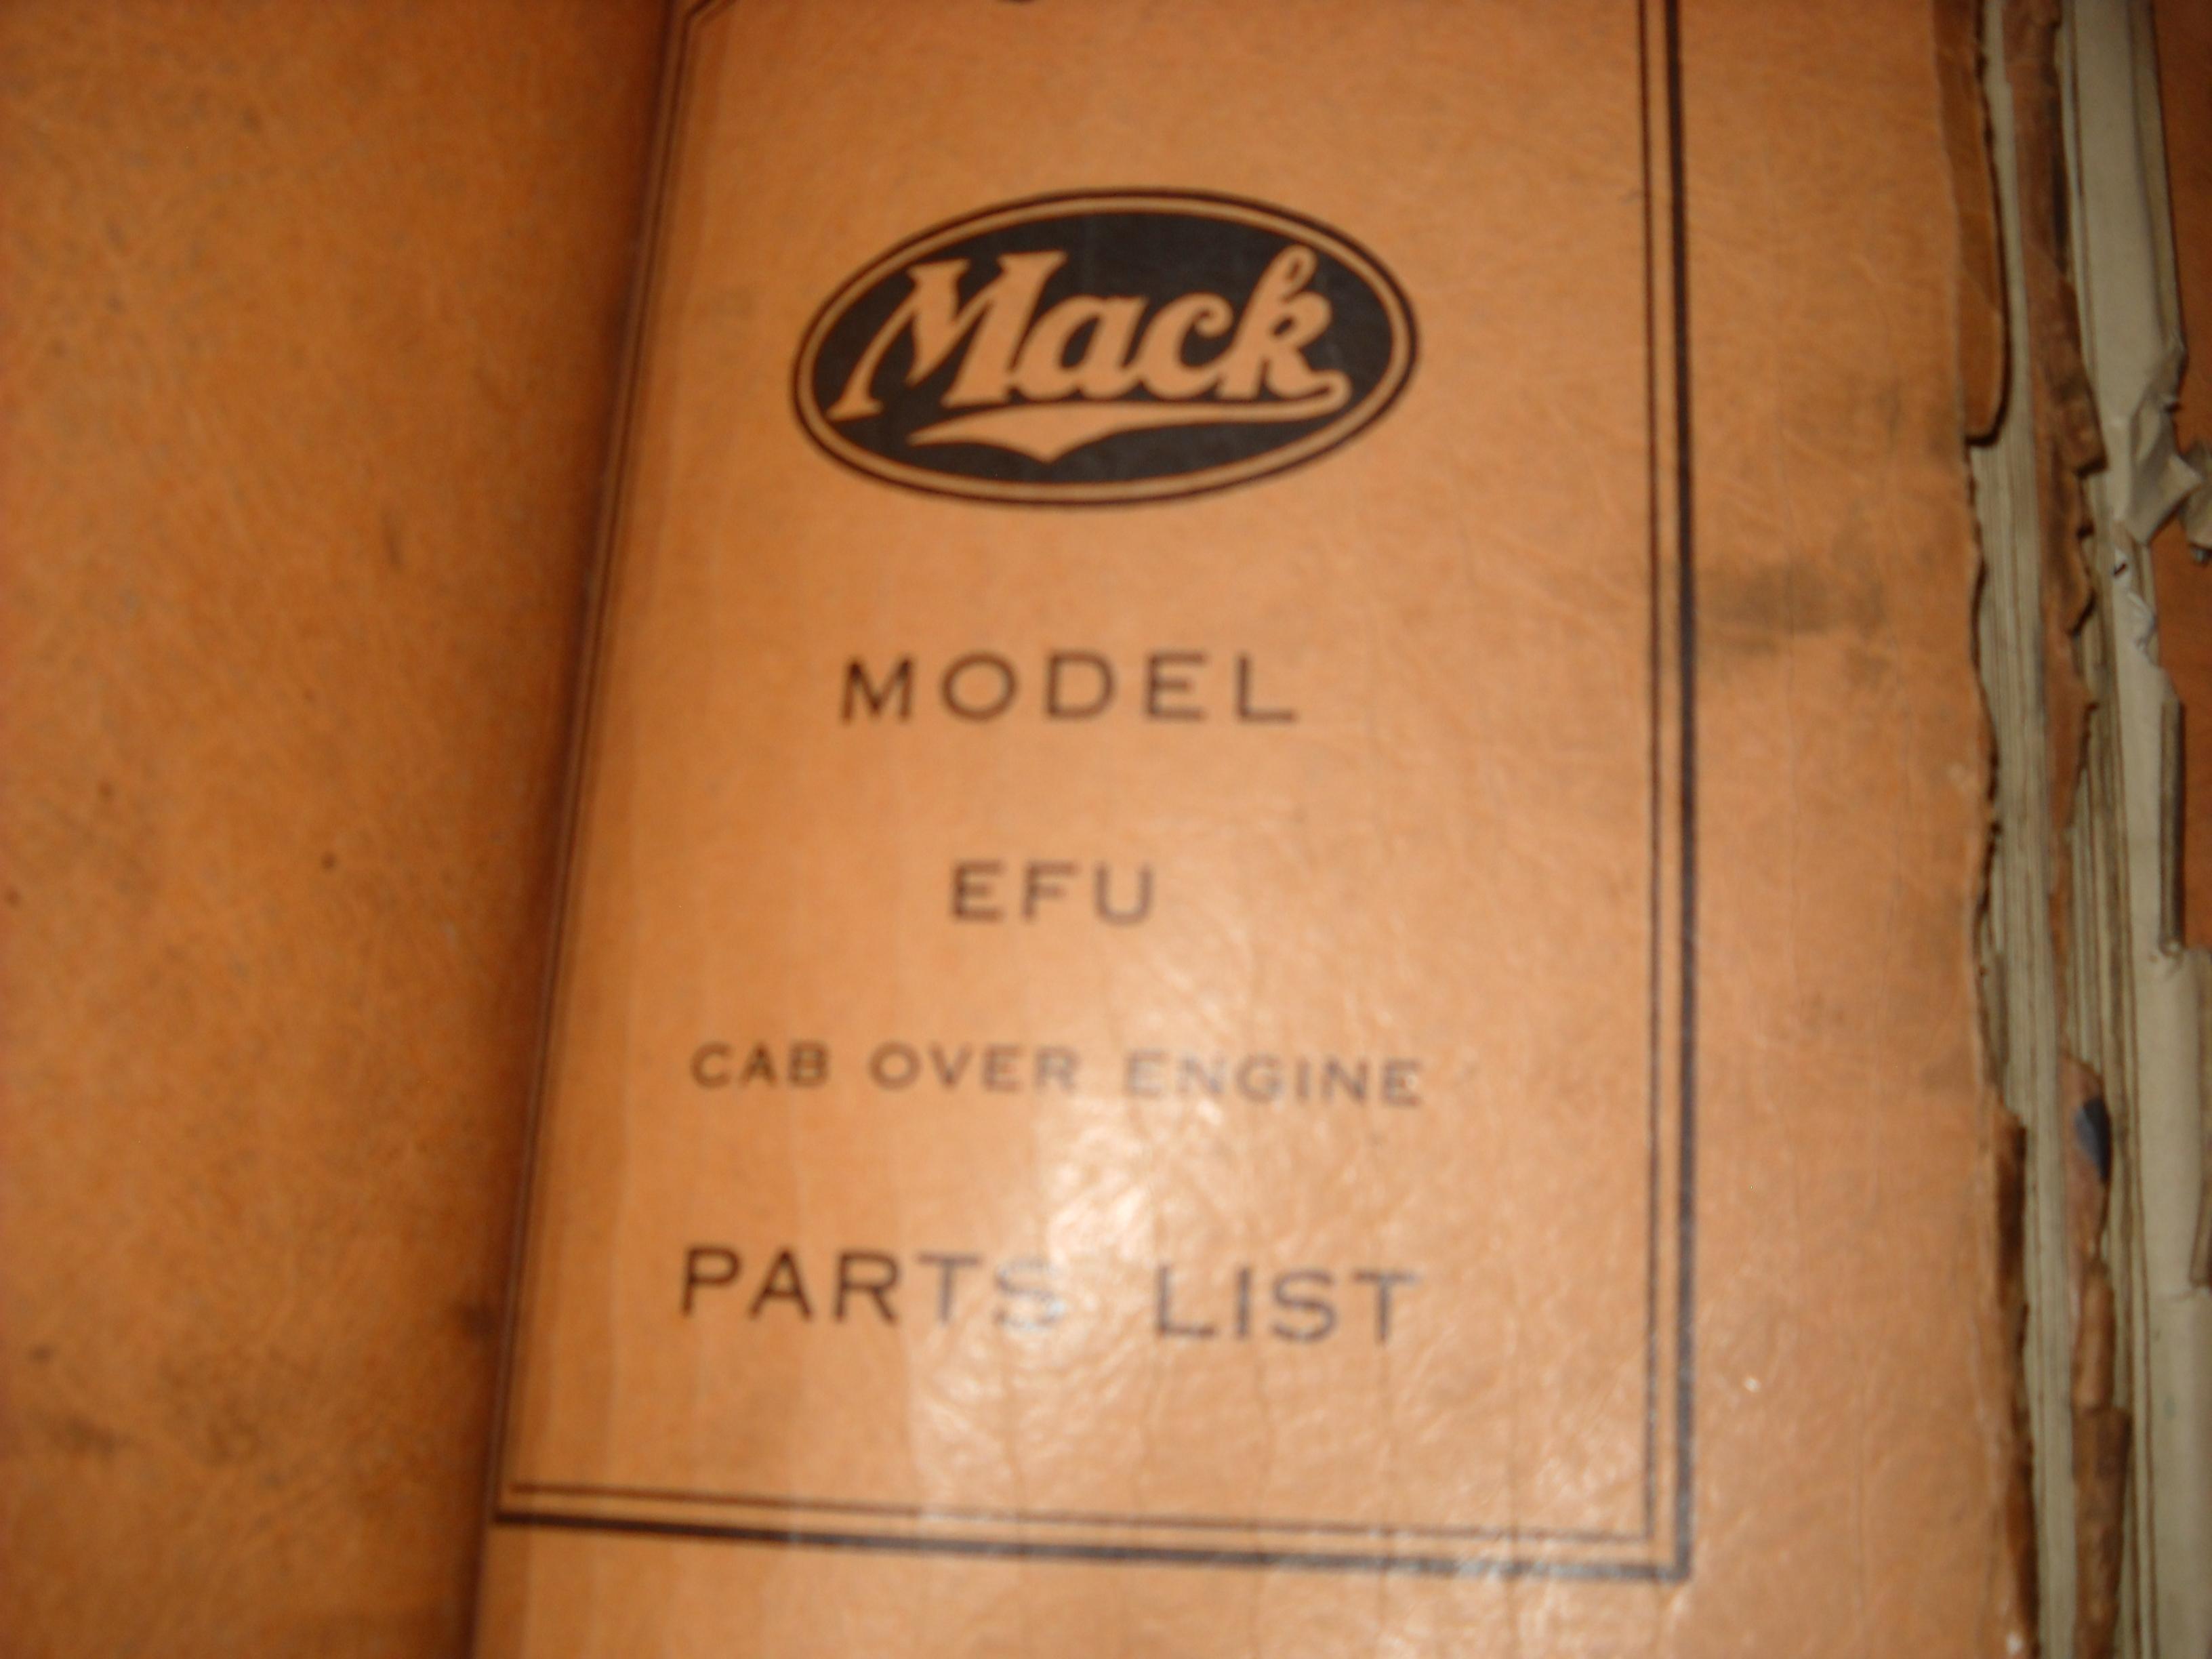 Mack
MODEL
EFU
CAB OVER ENGINE
PARTS LIST